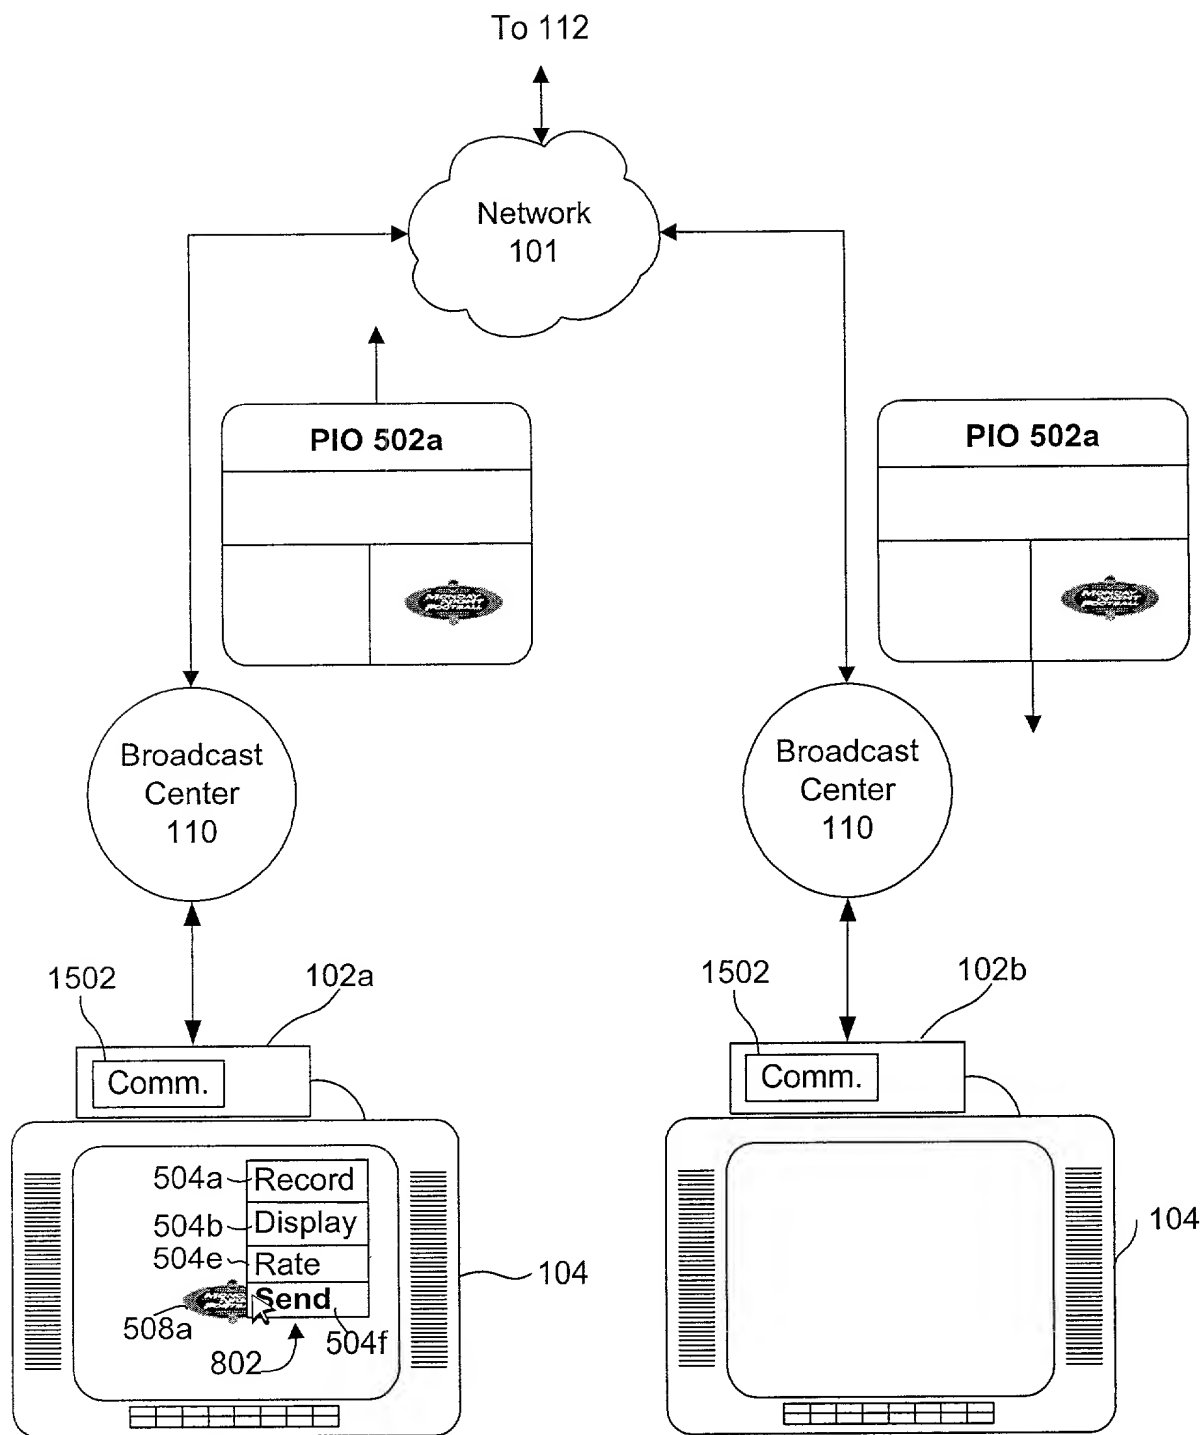 To 112
Network
101
PIO 502a
PIO 502a
Broadcast
Center
110
Broadcast
Center
110
1502
102a
Comm.
1502
102b
Comm.
504a
Record
504b
Display
504e
Rate
Send
508a
504f
802
104
104